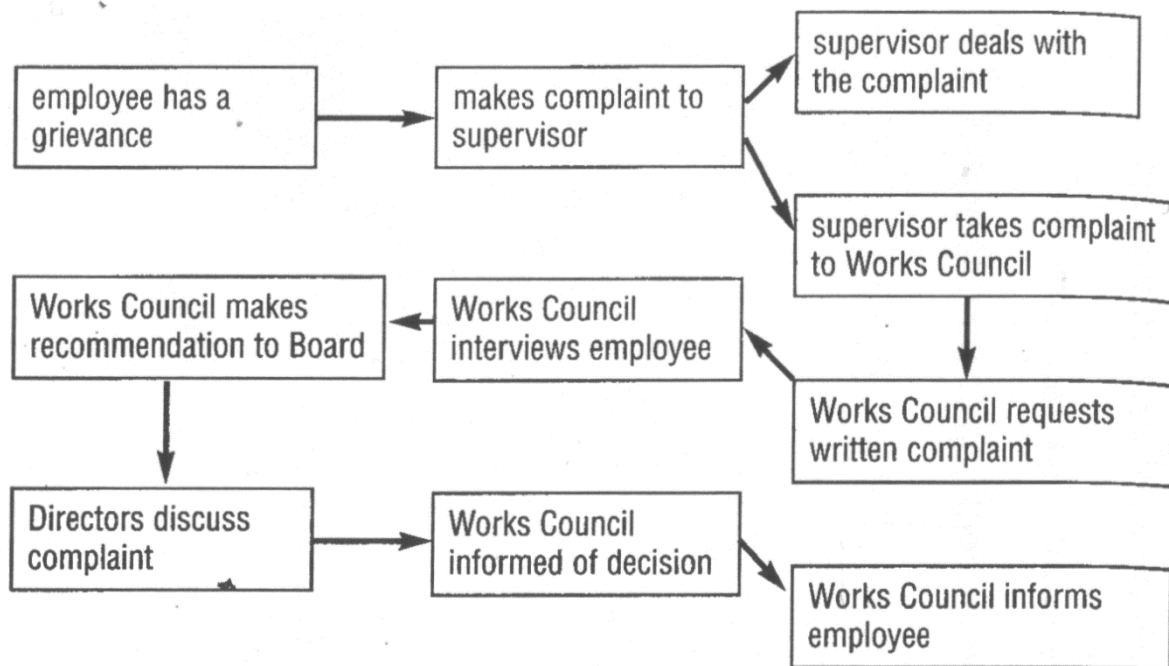 employee has a
grievance
makes complaint to
supervisor
supervisor deals with
the complaint
supervisor takes complaint
to Works Council
Works Council requests
written complaint
Works Council
interviews employee
Works Council makes
recommendation to Board
Directors discuss
complaint
Works Council
informed of decision
Works Council informs
employee